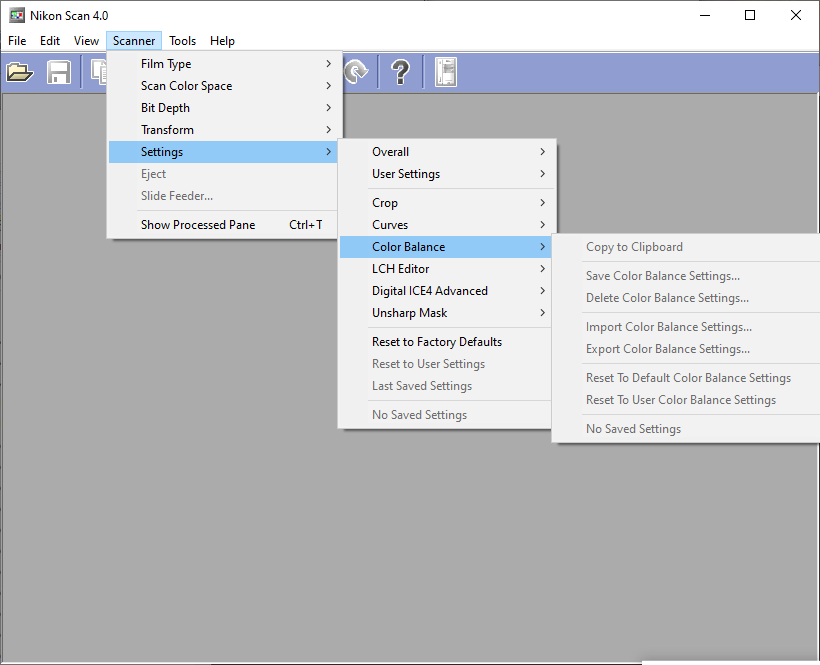 Nikon Scan 4.0
File Edit View Scanner Tools Help
Film Type
Scan Color Space
Bit Depth
Transform
Settings
Eject
Slide Feeder...
Show Processed Pane Ctrl+T
Overall
User Settings
Crop
Curves
Color Balance
LCH Editor
Digital ICE4 Advanced
Unsharp Mask
Reset to Factory Defaults
Reset to User Settings
Last Saved Settings
No Saved Settings
Copy to Clipboard
Save Color Balance Settings...
Delete Color Balance Settings...
Import Color Balance Settings...
Export Color Balance Settings...
Reset To Default Color Balance Settings
Reset To User Color Balance Settings
No Saved Settings